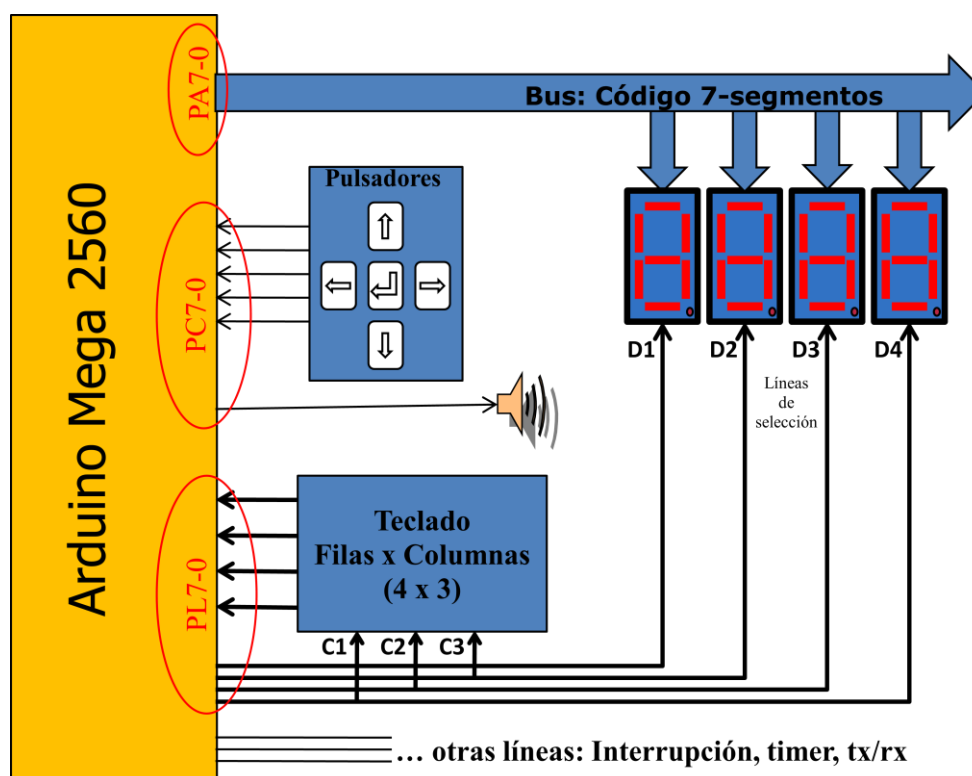 Arduino Mega 2560
PA7-0
Bus: Código 7-segmentos
Pulsadores
PC7-0
D1
D2
D3
D4
Líneas
de
selección
PL7-0
Teclado
Filas x Columnas
(4 x 3)
C1
C2
C3
... otras líneas: Interrupción, timer, tx/rx